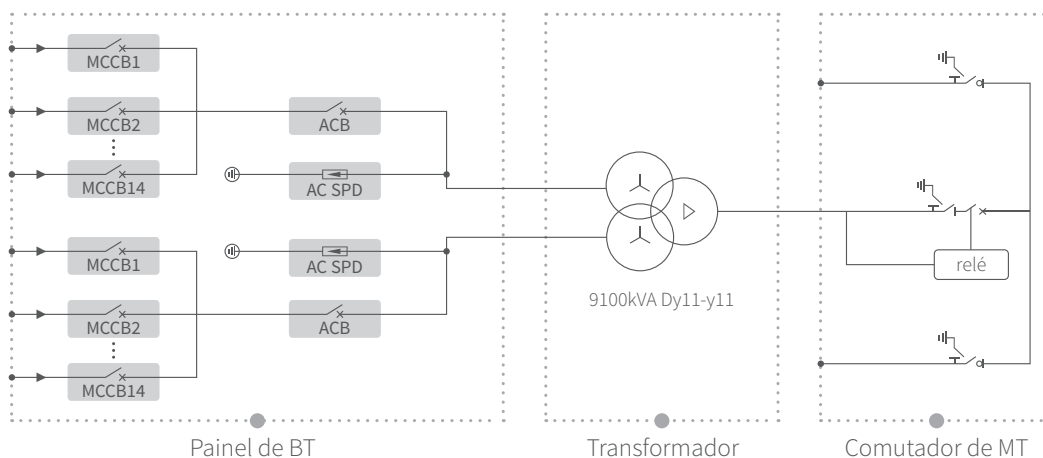 MCCB1
MCCB2
ACB
MCCB14
AC SPD
MCCB1
AC SPD
MCCB2
ACB
MCCB14
9100kVA Dy11-y11
relé
Painel de BT
Transformador
Comutador de MT